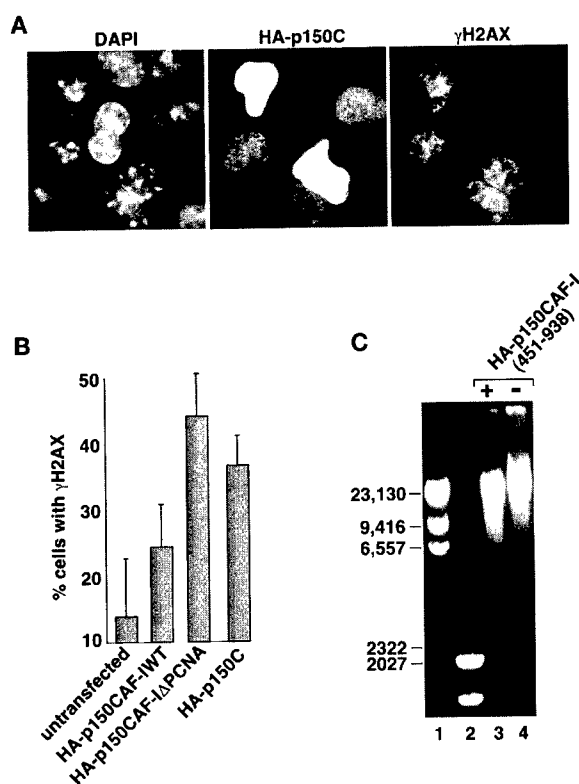 A
DAPI
HA-p150C
γH2AX
B
% cells with γH2AX
50
40
30
20
10
untransfected
HA-p150CAF-IWT
HA-p150CAF-IΔPCNA
HA-p150C
C
HA-p150CAF-I
(451-938)
+ -
23,130
9,416
6,557
2322
2027
1 2 3 4